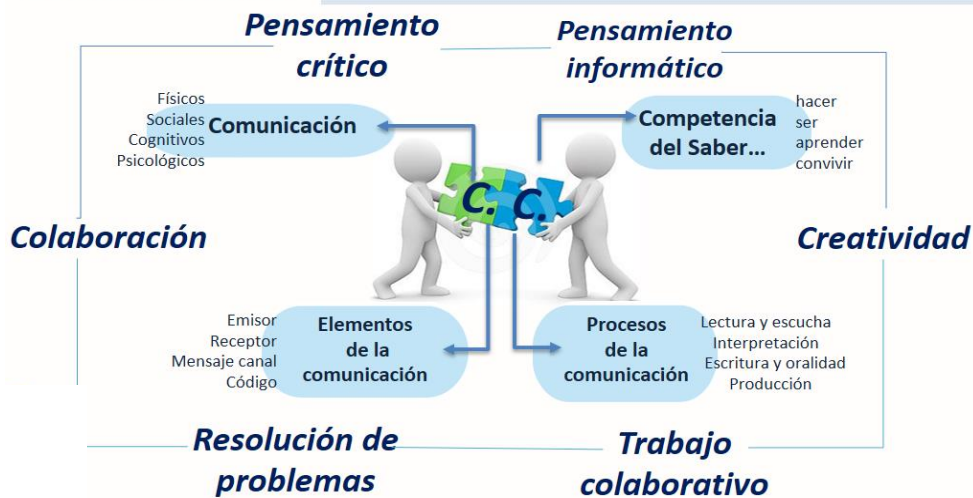 Pensamiento
crítico
Pensamiento
informático
Físicos
Sociales
Cognitivos
Psicológicos
Comunicación
Competencia
del Saber...
hacer
ser
aprender
convivir
C. C.
Colaboración
Creatividad
Emisor
Receptor
Mensaje canal
Código
Elementos
de la
comunicación
Procesos
de la
comunicación
Lectura y escucha
Interpretación
Escritura y oralidad
Producción
Resolución de
problemas
Trabajo
colaborativo